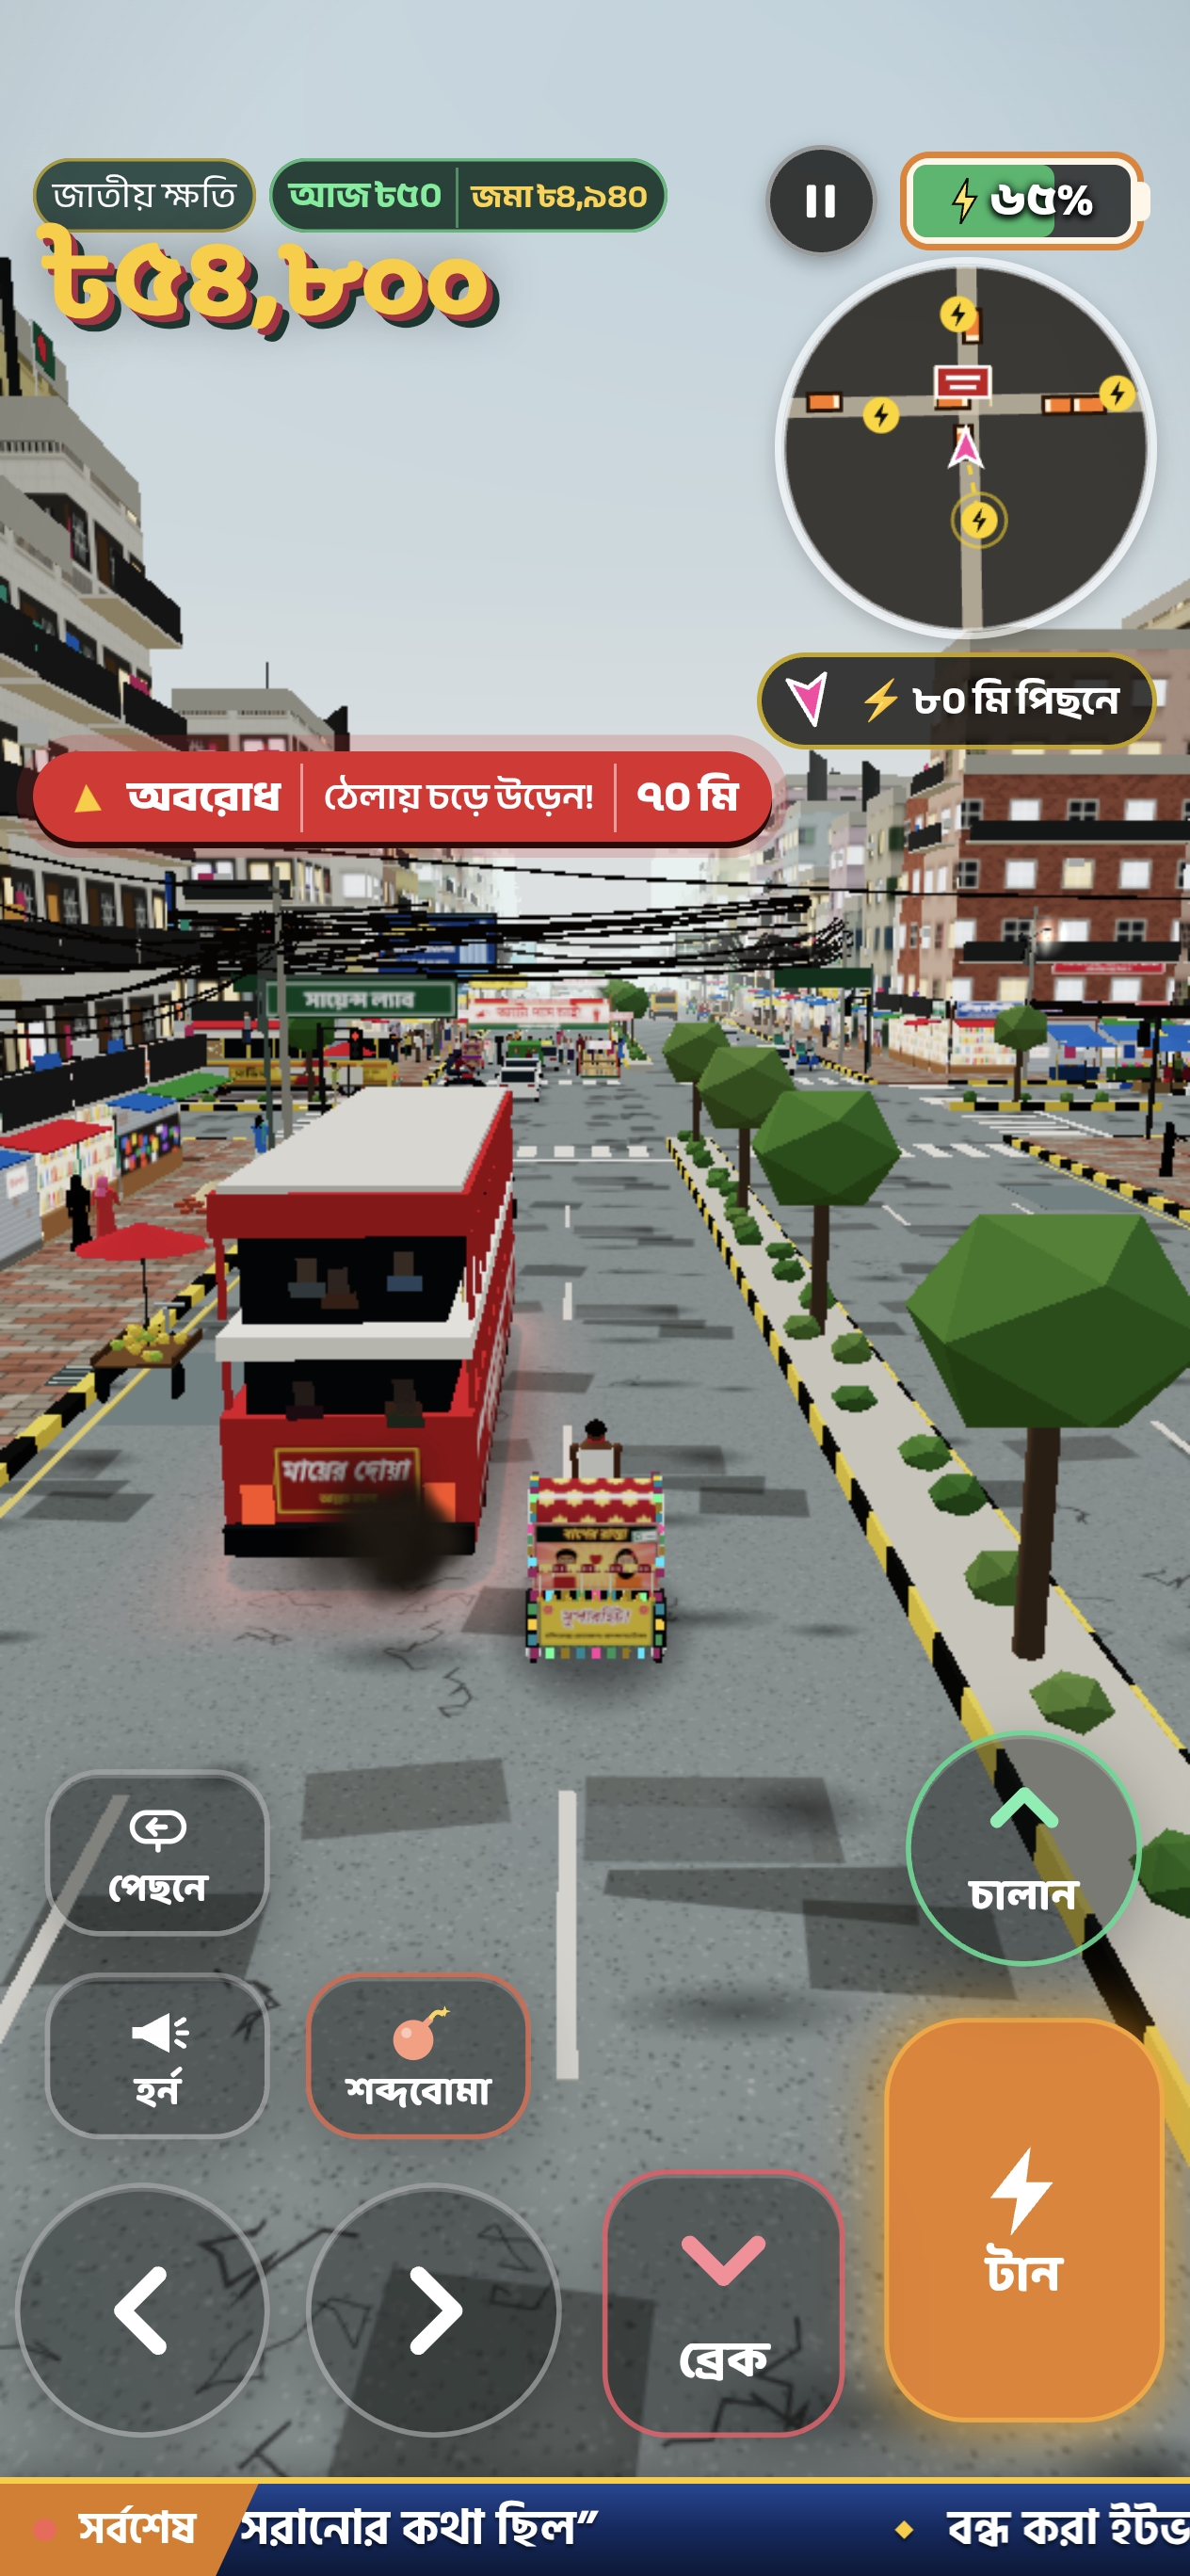 জাতীয় ক্ষতি
আজ ৳৫০ জমা ৳৪,৯৪০
৬৫%
৳৫৪,৮০০
৮০ মি পিছনে
অবরোধ ঠেলায় চড়ে উড়েন! ৭০ মি
সায়েন্স ল্যাব
মায়ের দোয়া
সুপারহিট!
চালান
পেছনে
হর্ন
শব্দবোমা
টান
ব্রেক
সর্বশেষ সরানোর কথা ছিল” বন্ধ করা ইটভ